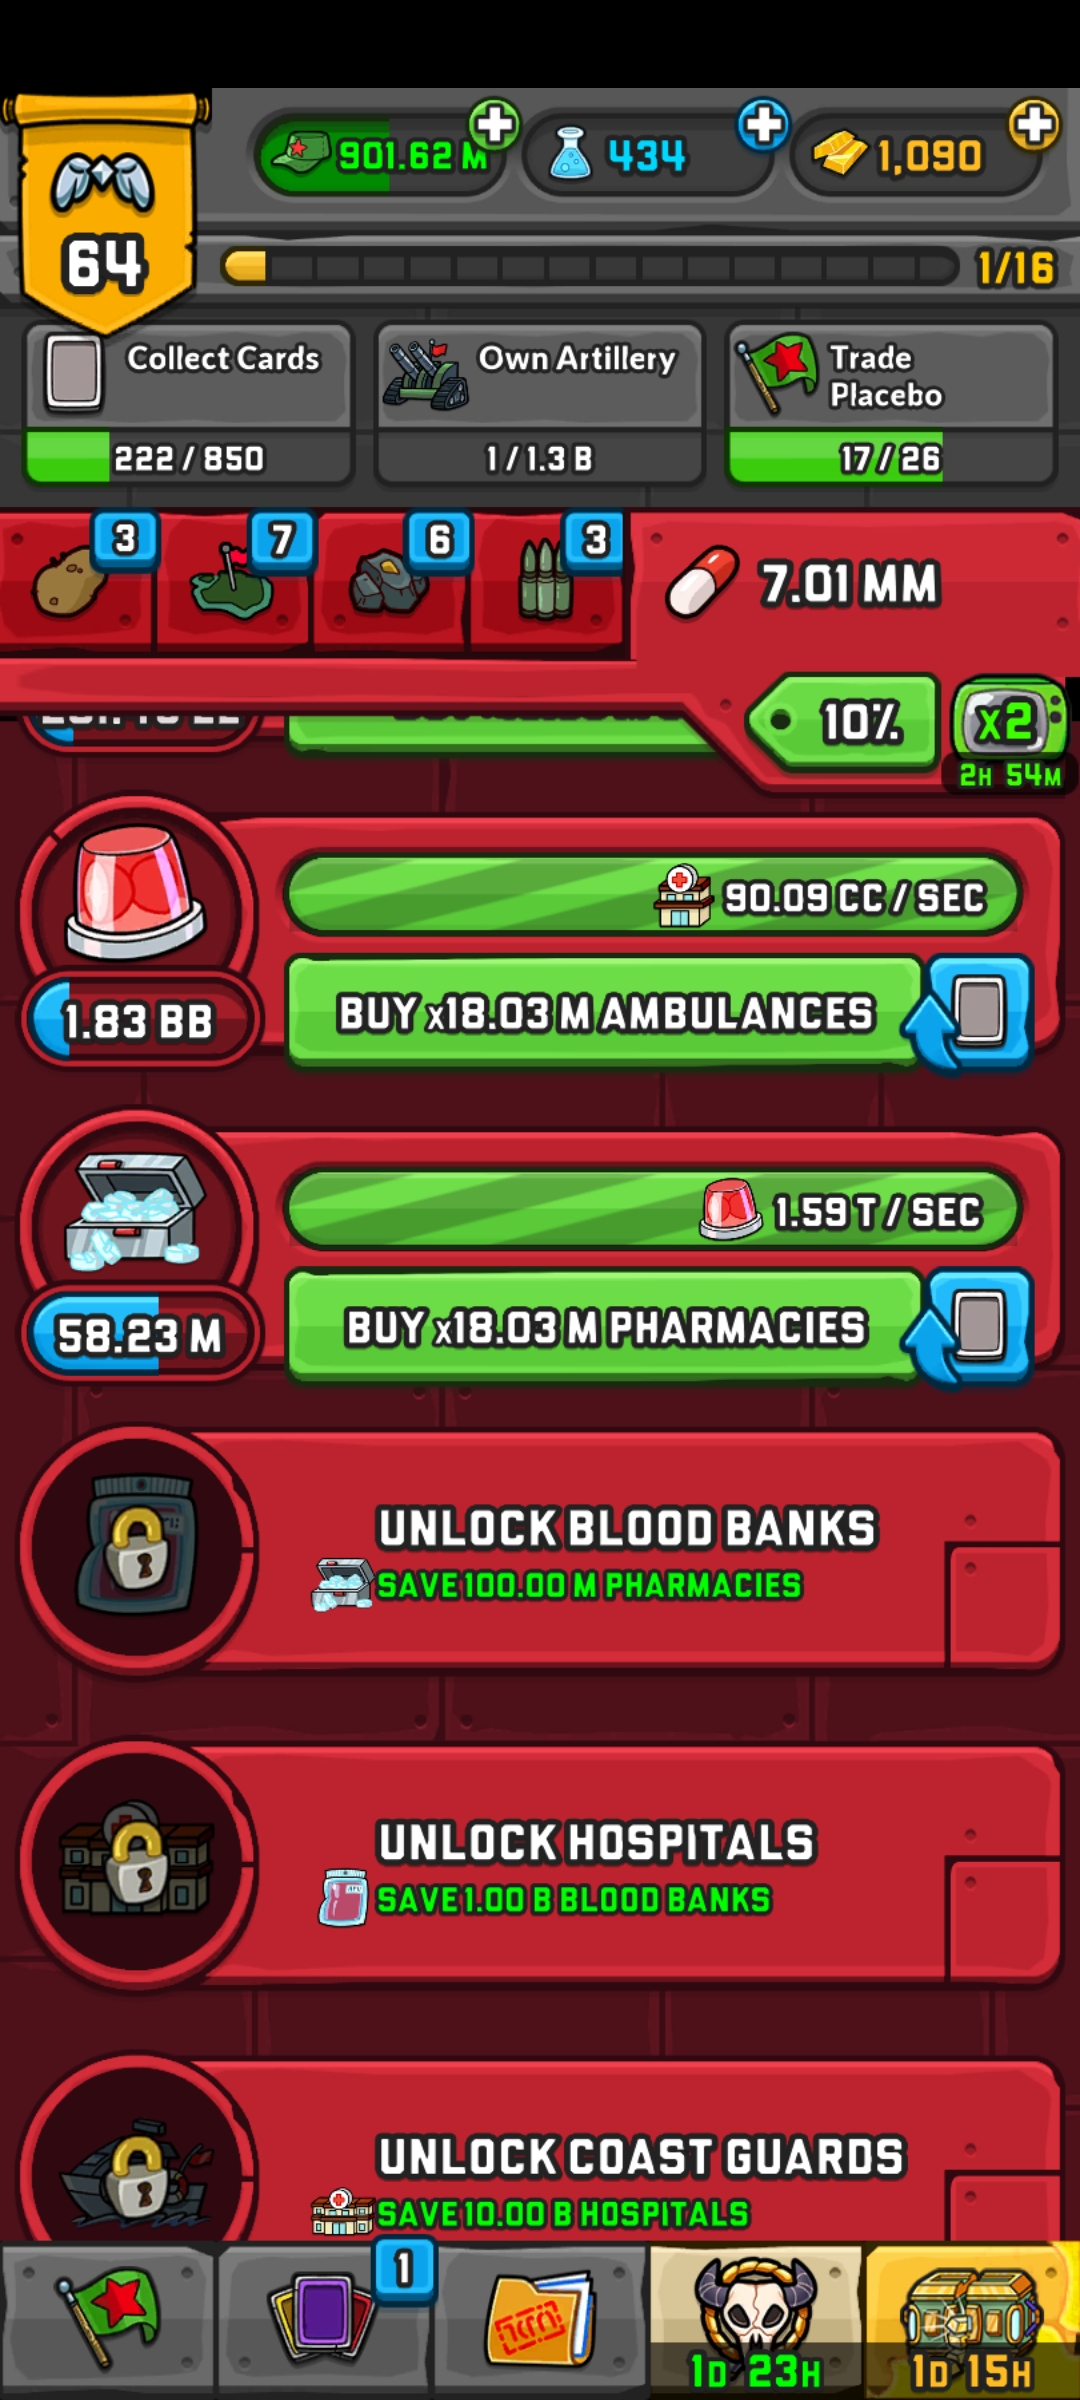 901.62 M
434
1,090
64
1/16
Collect Cards
222 / 850
Own Artillery
1 / 1.3 B
Trade
Placebo
17 / 26
3
7
6
3
7.01 MM
10%
x2
2H 54M
90.09 CC / SEC
1.83 BB
BUY x18.03 M AMBULANCES
1.59 T / SEC
58.23 M
BUY x18.03 M PHARMACIES
UNLOCK BLOOD BANKS
SAVE 100.00 M PHARMACIES
UNLOCK HOSPITALS
SAVE 1.00 B BLOOD BANKS
UNLOCK COAST GUARDS
SAVE 10.00 B HOSPITALS
1
1D 23H
1D 15H